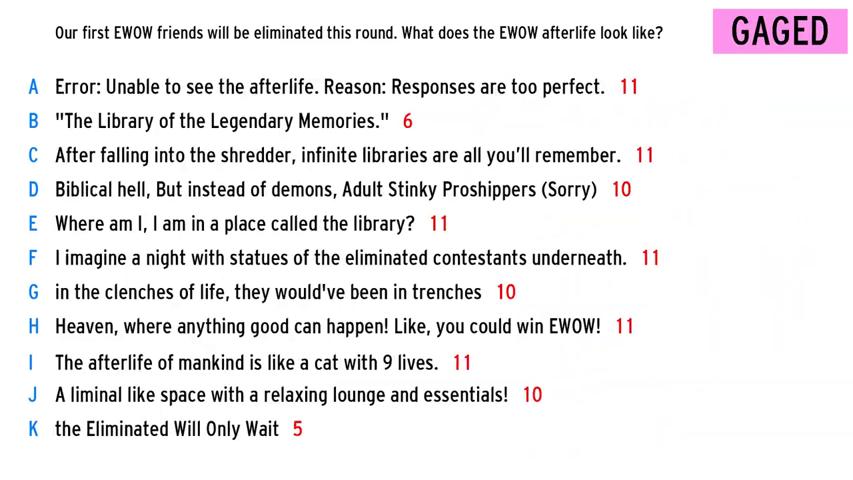 Our first EWOW friends will be eliminated this round. What does the EWOW afterlife look like?
GAGED
A Error: Unable to see the afterlife. Reason: Responses are too perfect. 11
B "The Library of the Legendary Memories." 6
C After falling into the shredder, infinite libraries are all you'll remember. 11
D Biblical hell, But instead of demons, Adult Stinky Proshippers (Sorry) 10
E Where am I, I am in a place called the library? 11
F I imagine a night with statues of the eliminated contestants underneath. 11
G in the clenches of life, they would've been in trenches 10
H Heaven, where anything good can happen! Like, you could win EWOW! 11
I The afterlife of mankind is like a cat with 9 lives. 11
J A liminal like space with a relaxing lounge and essentials! 10
K the Eliminated Will Only Wait 5